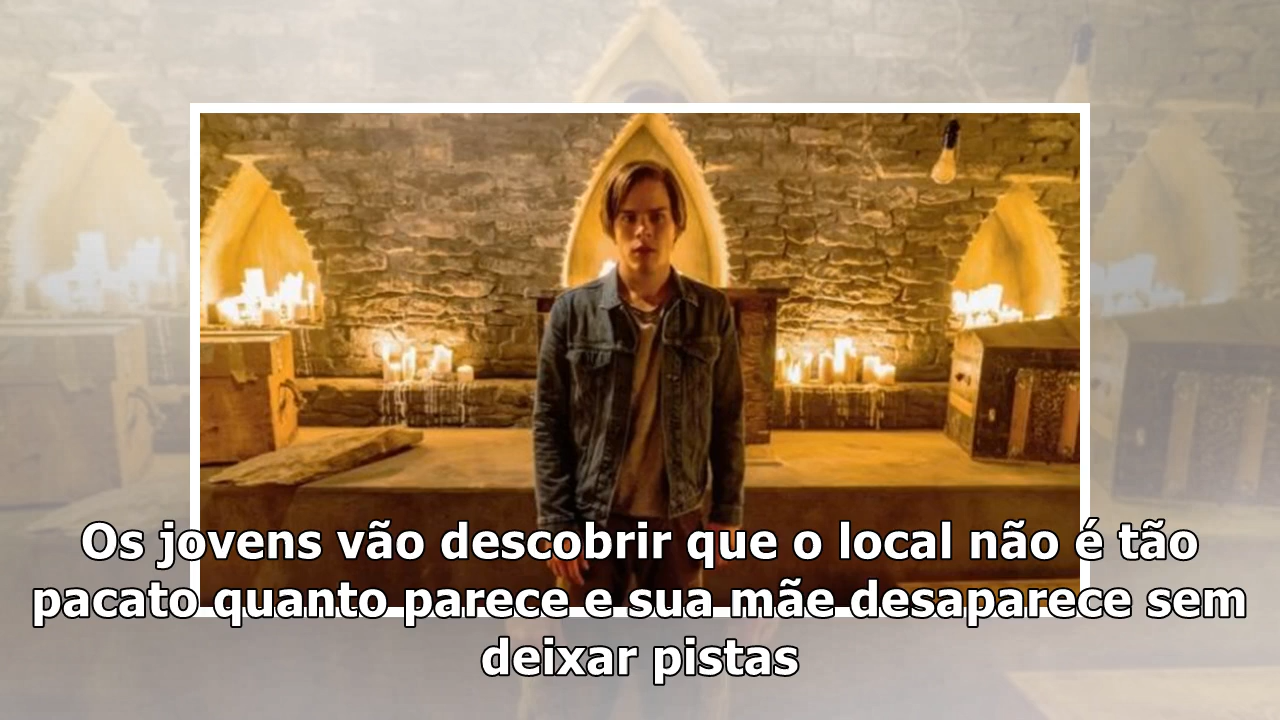 Os jovens vão descobrir que o local não é tão
pacato quanto parece e sua mãe desaparece sem
deixar pistas